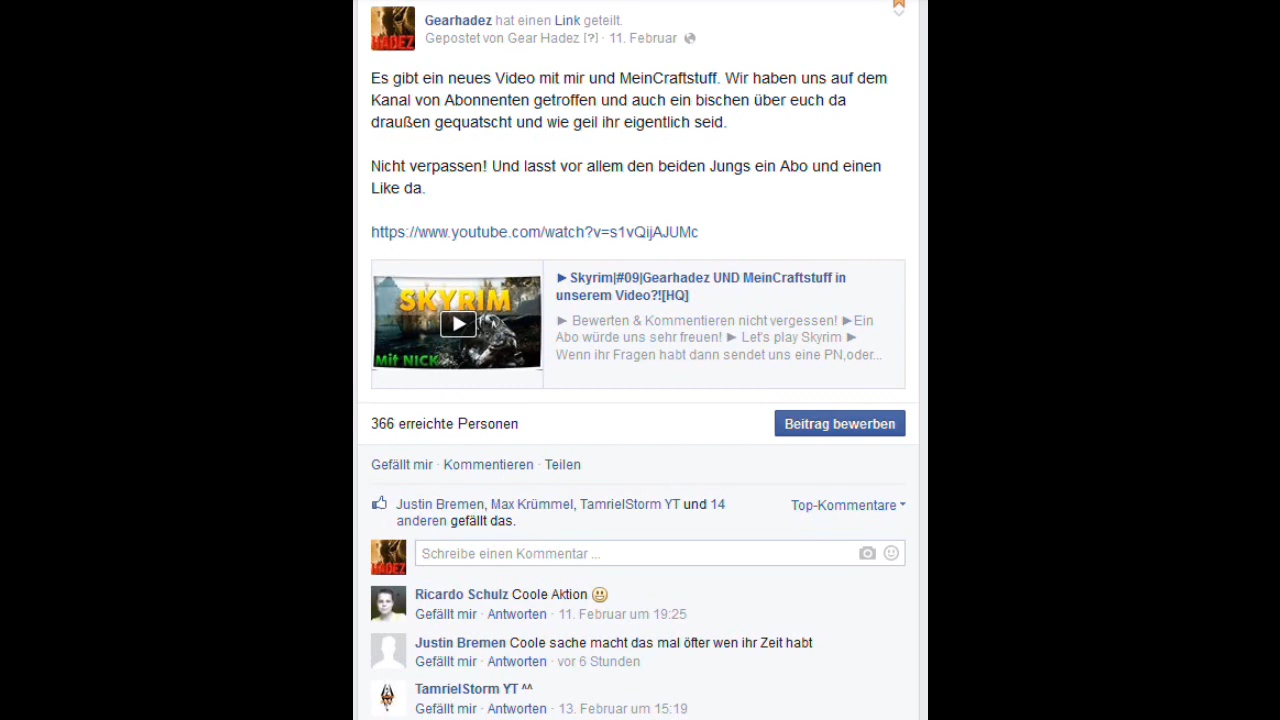 Gearhadez hat einen Link geteilt.
Gepostet von Gear Hadez [?] · 11. Februar
HADEZ
Es gibt ein neues Video mit mir und MeinCraftstuff. Wir haben uns auf dem
Kanal von Abonnenten getroffen und auch ein bischen über euch da
draußen gequatscht und wie geil ihr eigentlich seid.
Nicht verpassen! Und lasst vor allem den beiden Jungs ein Abo und einen
Like da.
https://www.youtube.com/watch?v=s1vQijAJUMc
SKYRIM
Mit NICK
►Skyrim|#09|Gearhadez UND MeinCraftstuff in
unserem Video?![HQ]
► Bewerten & Kommentieren nicht vergessen! ►Ein
Abo würde uns sehr freuen! ► Let's play Skyrim ►
Wenn ihr Fragen habt dann sendet uns eine PN,oder...
366 erreichte Personen
Beitrag bewerben
Gefällt mir · Kommentieren · Teilen
Justin Bremen, Max Krümmel, TamrielStorm YT und 14
anderen gefällt das.
Top-Kommentare
HADEZ
Schreibe einen Kommentar ...
Ricardo Schulz Coole Aktion 😃
Gefällt mir · Antworten · 11. Februar um 19:25
Justin Bremen Coole sache macht das mal öfter wen ihr Zeit habt
Gefällt mir · Antworten · vor 6 Stunden
TamrielStorm YT ^^
Gefällt mir · Antworten · 13. Februar um 15:19